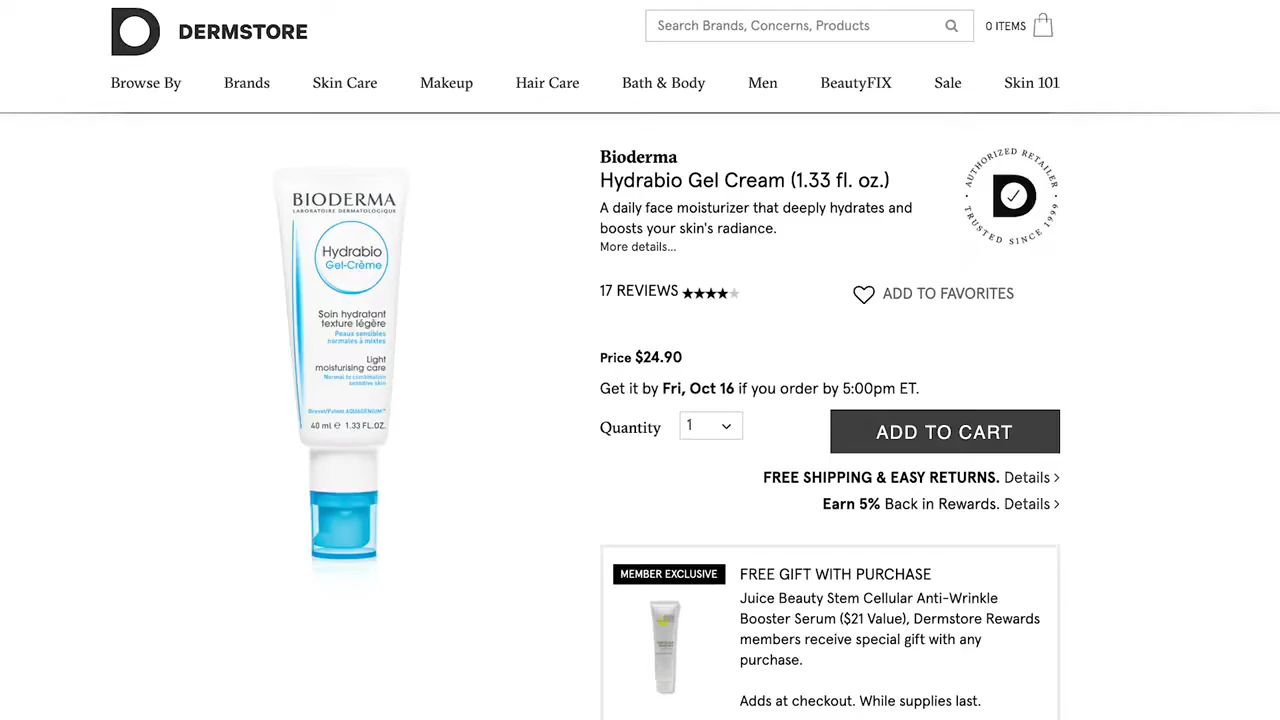 DERMSTORE
Search Brands, Concerns, Products
0 ITEMS
Browse By
Brands
Skin Care
Makeup
Hair Care
Bath & Body
Men
BeautyFIX
Sale
Skin 101
BIODERMA
LABORATOIRE DERMATOLOGIQUE
Hydrabio
Gel-Crème
Soin hydratant
texture légère
Peaux sensibles
normales à mixtes
Light
moisturising care
Normal to combination
sensitive skin
Brevet/Patent AQUAGENIUM™
40 ml ℮ 1.33 FL.OZ.
Bioderma
Hydrabio Gel Cream (1.33 fl. oz.)
A daily face moisturizer that deeply hydrates and
boosts your skin's radiance.
More details...
AUTHORIZED RETAILER
TRUSTED SINCE 1999
17 REVIEWS
ADD TO FAVORITES
Price $24.90
Get it by Fri, Oct 16 if you order by 5:00pm ET.
Quantity
1
ADD TO CART
FREE SHIPPING & EASY RETURNS. Details >
Earn 5% Back in Rewards. Details >
MEMBER EXCLUSIVE
FREE GIFT WITH PURCHASE
Juice Beauty Stem Cellular Anti-Wrinkle
Booster Serum ($21 Value), Dermstore Rewards
members receive special gift with any
purchase.
Adds at checkout. While supplies last.